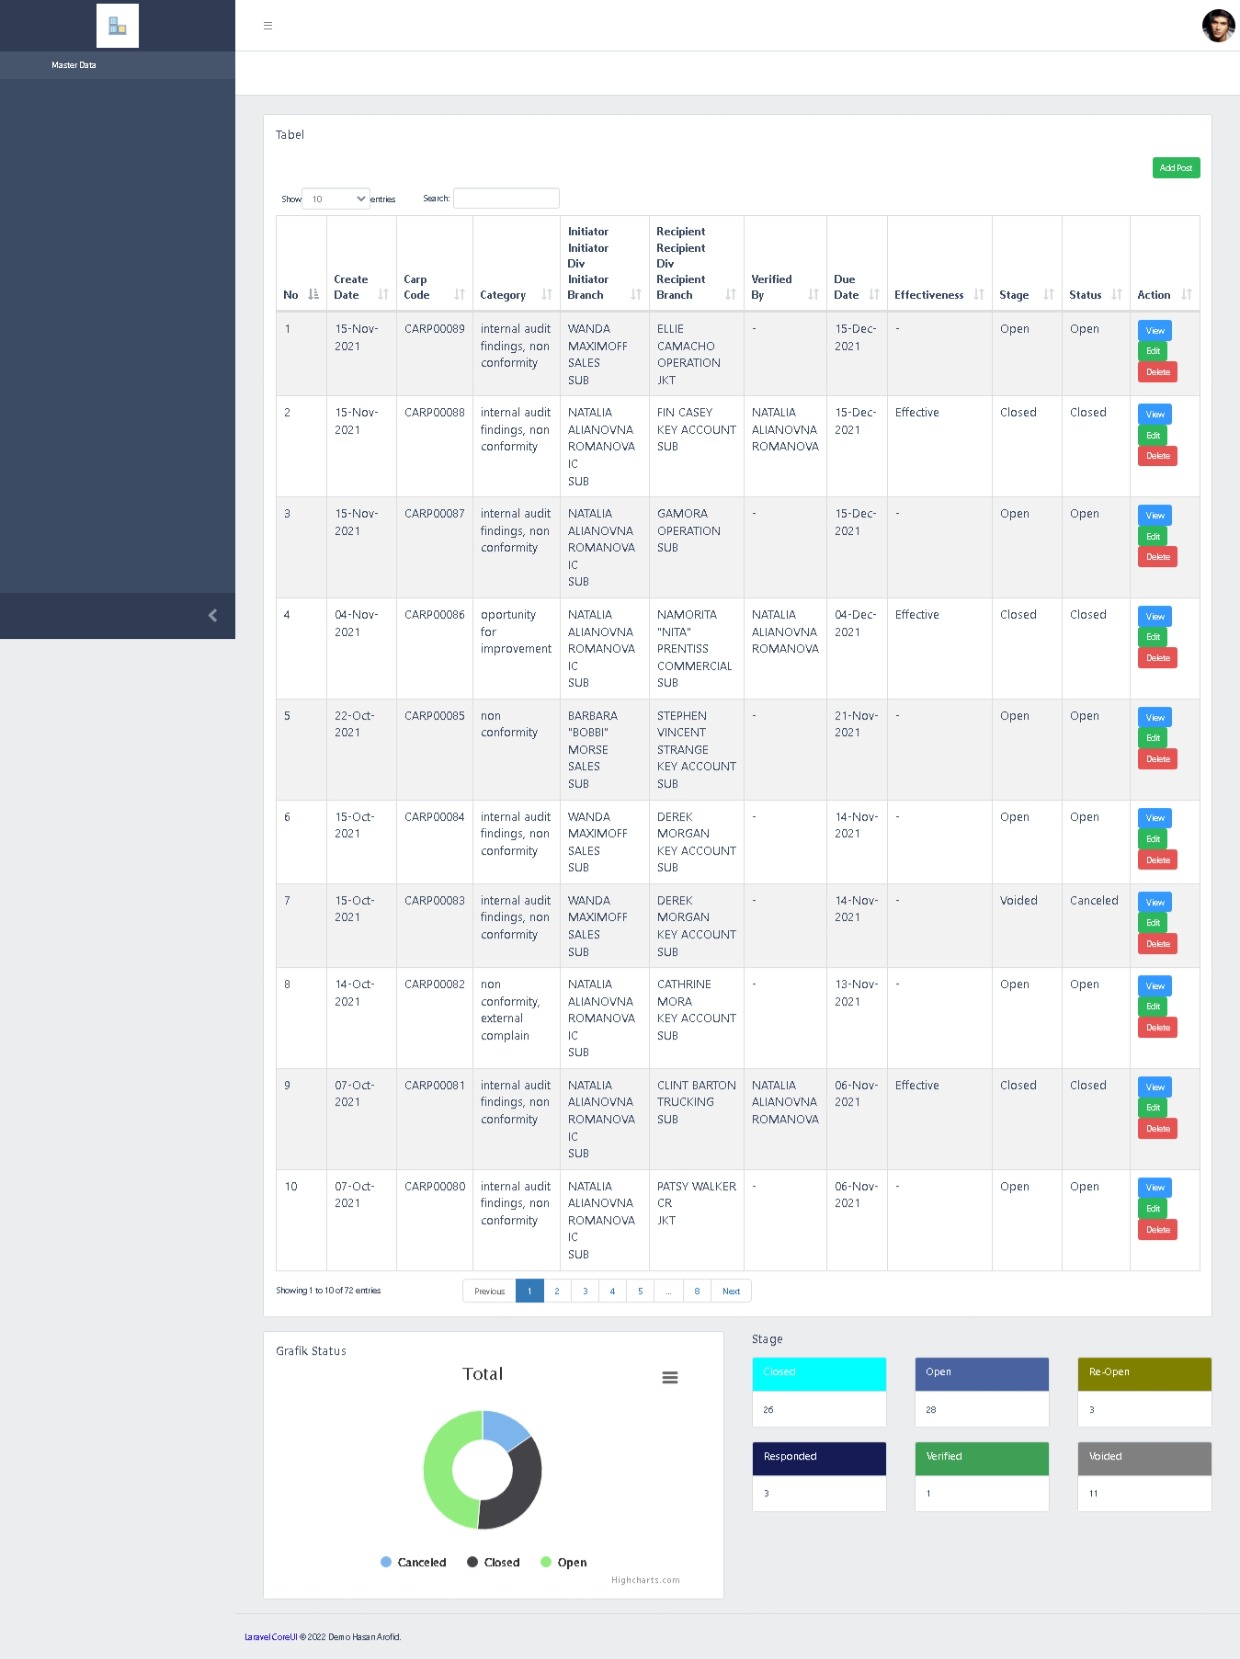 Master Data
☰
Tabel
Add Post
Show 10 entries Search:
No Create Date Carp Code Category Initiator Initiator Div Initiator Branch Recipient Recipient Div Recipient Branch Verified By Due Date Effectiveness Stage Status Action
1 15-Nov-2021 CARP00089 internal audit findings, non conformity WANDA MAXIMOFF SALES SUB ELLIE CAMACHO OPERATION JKT - 15-Dec-2021 - Open Open View Edit Delete
2 15-Nov-2021 CARP00088 internal audit findings, non conformity NATALIA ALIANOVNA ROMANOVA IC SUB FIN CASEY KEY ACCOUNT SUB NATALIA ALIANOVNA ROMANOVA 15-Dec-2021 Effective Closed Closed View Edit Delete
3 15-Nov-2021 CARP00087 internal audit findings, non conformity NATALIA ALIANOVNA ROMANOVA IC SUB GAMORA OPERATION SUB - 15-Dec-2021 - Open Open View Edit Delete
4 04-Nov-2021 CARP00086 oportunity for improvement NATALIA ALIANOVNA ROMANOVA IC SUB NAMORITA "NITA" PRENTISS COMMERCIAL SUB NATALIA ALIANOVNA ROMANOVA 04-Dec-2021 Effective Closed Closed View Edit Delete
5 22-Oct-2021 CARP00085 non conformity BARBARA "BOBBI" MORSE SALES SUB STEPHEN VINCENT STRANGE KEY ACCOUNT SUB - 21-Nov-2021 - Open Open View Edit Delete
6 15-Oct-2021 CARP00084 internal audit findings, non conformity WANDA MAXIMOFF SALES SUB DEREK MORGAN KEY ACCOUNT SUB - 14-Nov-2021 - Open Open View Edit Delete
7 15-Oct-2021 CARP00083 internal audit findings, non conformity WANDA MAXIMOFF SALES SUB DEREK MORGAN KEY ACCOUNT SUB - 14-Nov-2021 - Voided Canceled View Edit Delete
8 14-Oct-2021 CARP00082 non conformity, external complain NATALIA ALIANOVNA ROMANOVA IC SUB CATHRINE MORA KEY ACCOUNT SUB - 13-Nov-2021 - Open Open View Edit Delete
9 07-Oct-2021 CARP00081 internal audit findings, non conformity NATALIA ALIANOVNA ROMANOVA IC SUB CLINT BARTON TRUCKING SUB NATALIA ALIANOVNA ROMANOVA 06-Nov-2021 Effective Closed Closed View Edit Delete
10 07-Oct-2021 CARP00080 internal audit findings, non conformity NATALIA ALIANOVNA ROMANOVA IC SUB PATSY WALKER CR JKT - 06-Nov-2021 - Open Open View Edit Delete
Showing 1 to 10 of 72 entries Previous 1 2 3 4 5 ... 8 Next
Grafik Status
Total
Canceled Closed Open
Highcharts.com
Stage
Closed Open Re-Open
26 28 3
Responded Verified Voided
3 1 11
Laravel CoreUI © 2022 Demo Hasan Arofid.